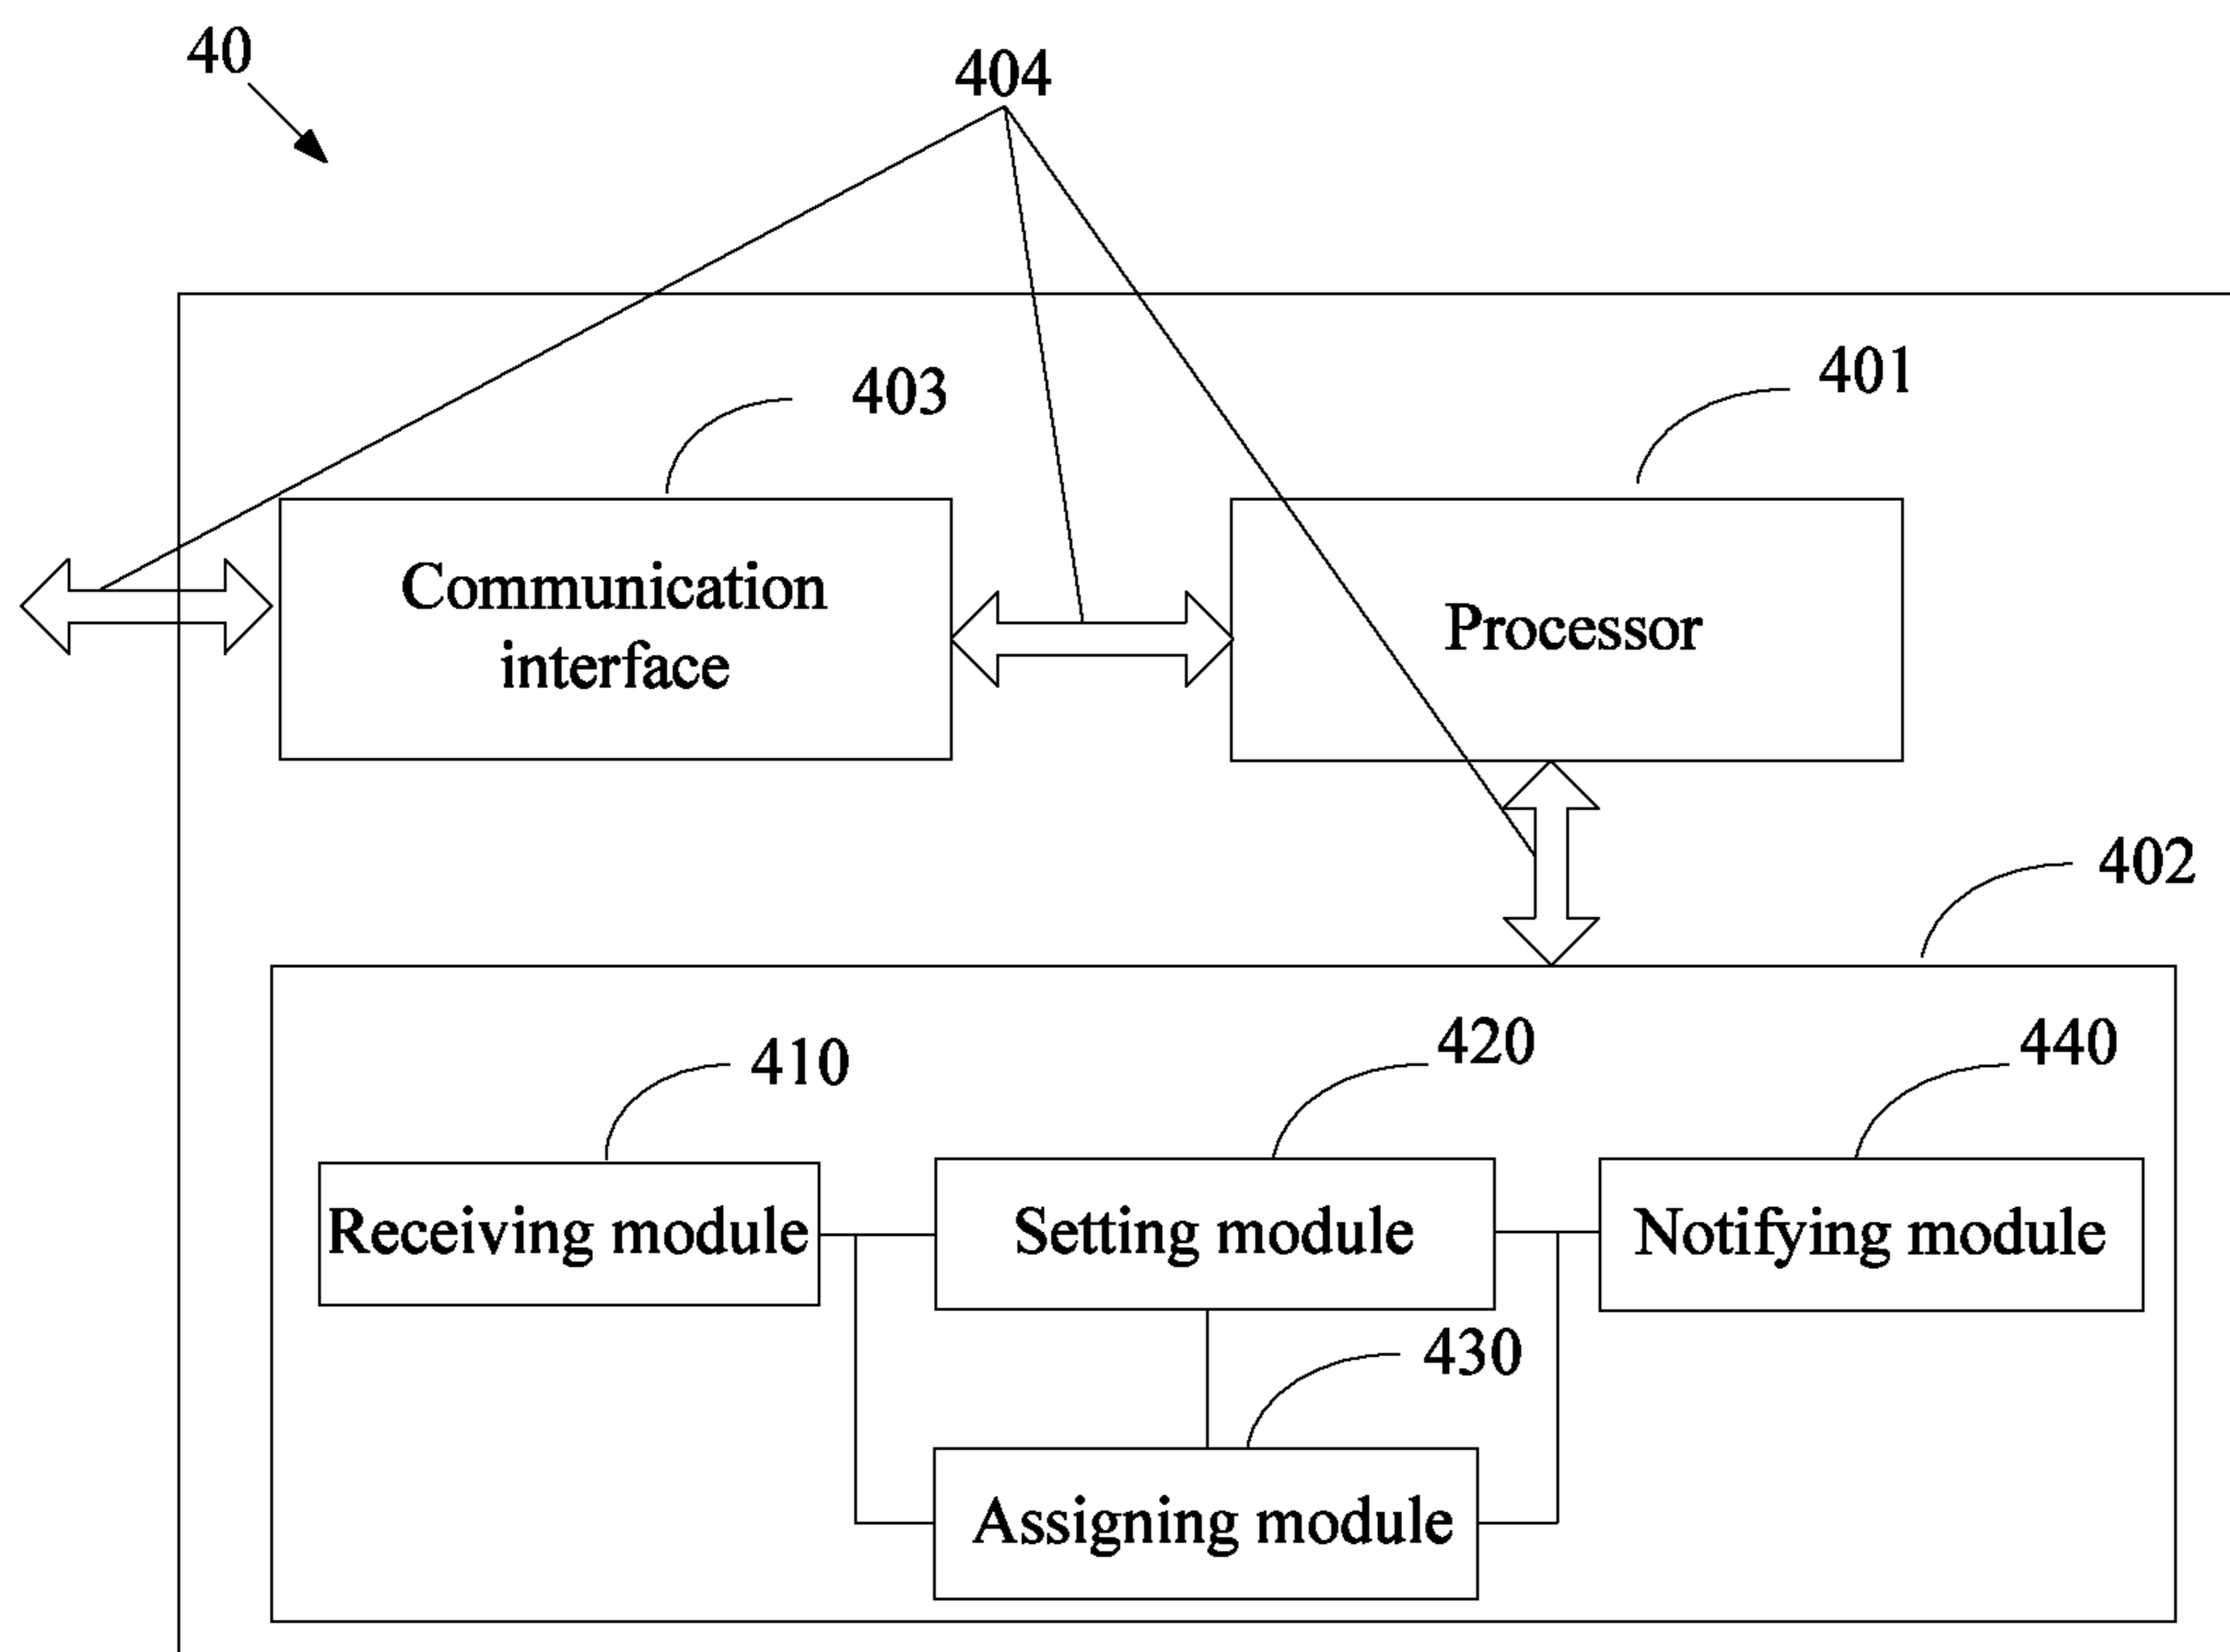 40
404
403
401
Communication
interface
Processor
402
410
420
440
Receiving module
Setting module
Notifying module
430
Assigning module